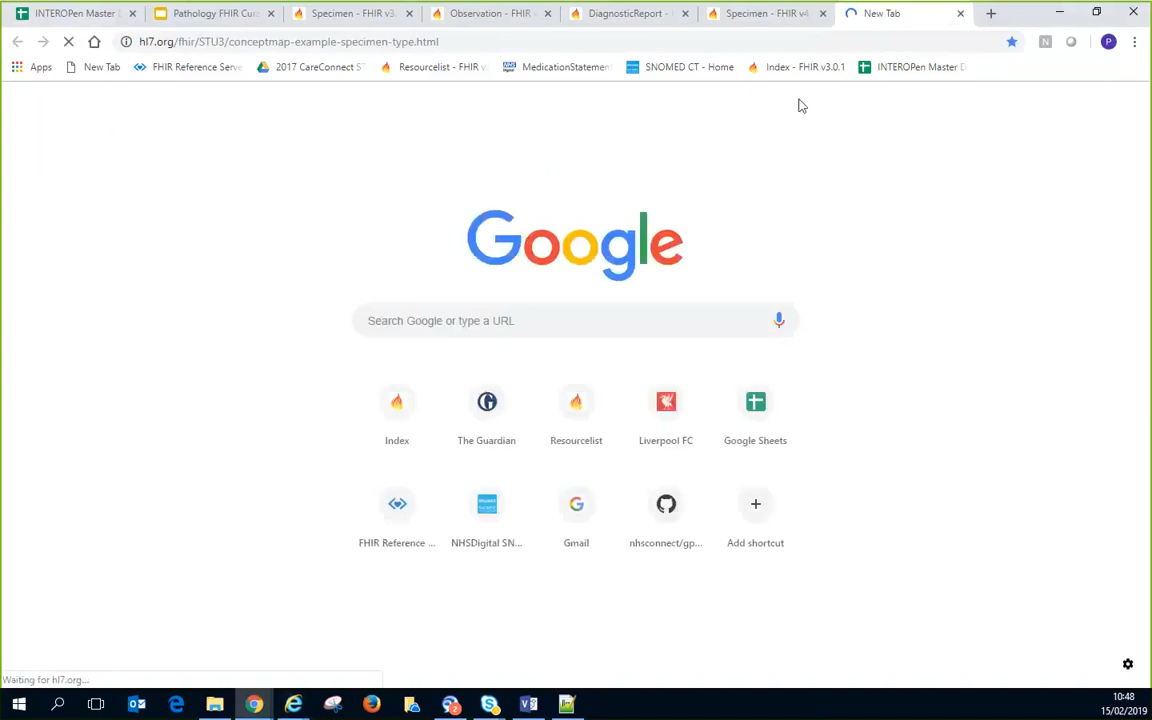 INTEROPen Master D
Pathology FHIR Cur
Specimen - FHIR v3.
Observation - FHIR v
DiagnosticReport -
Specimen - FHIR v4
New Tab
hl7.org/fhir/STU3/conceptmap-example-specimen-type.html
N
P
Apps
New Tab
FHIR Reference Serve
2017 CareConnect ST
Resourcelist - FHIR v
MedicationStatemen
SNOMED CT - Home
Index - FHIR v3.0.1
INTEROPen Master D
Google
Search Google or type a URL
Index
The Guardian
Resourcelist
Liverpool FC
Google Sheets
FHIR Reference ...
NHSDigital SN...
Gmail
nhsconnect/gp...
Add shortcut
Waiting for hl7.org...
10:48
15/02/2019